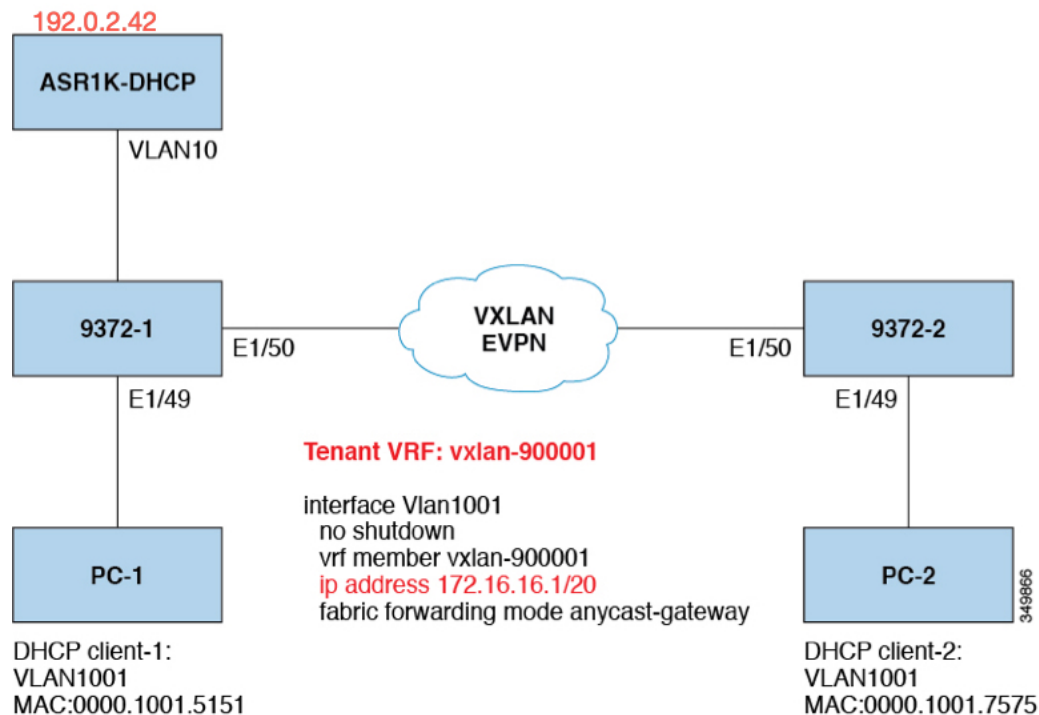 192.0.2.42
ASR1K-DHCP
VLAN10
9372-1
E1/50
VXLAN
EVPN
E1/50
9372-2
E1/49
E1/49
Tenant VRF: vxlan-900001
interface Vlan1001
no shutdown
vrf member vxlan-900001
ip address 172.16.16.1/20
fabric forwarding mode anycast-gateway
PC-1
PC-2
349866
DHCP client-1:
VLAN1001
MAC:0000.1001.5151
DHCP client-2:
VLAN1001
MAC:0000.1001.7575